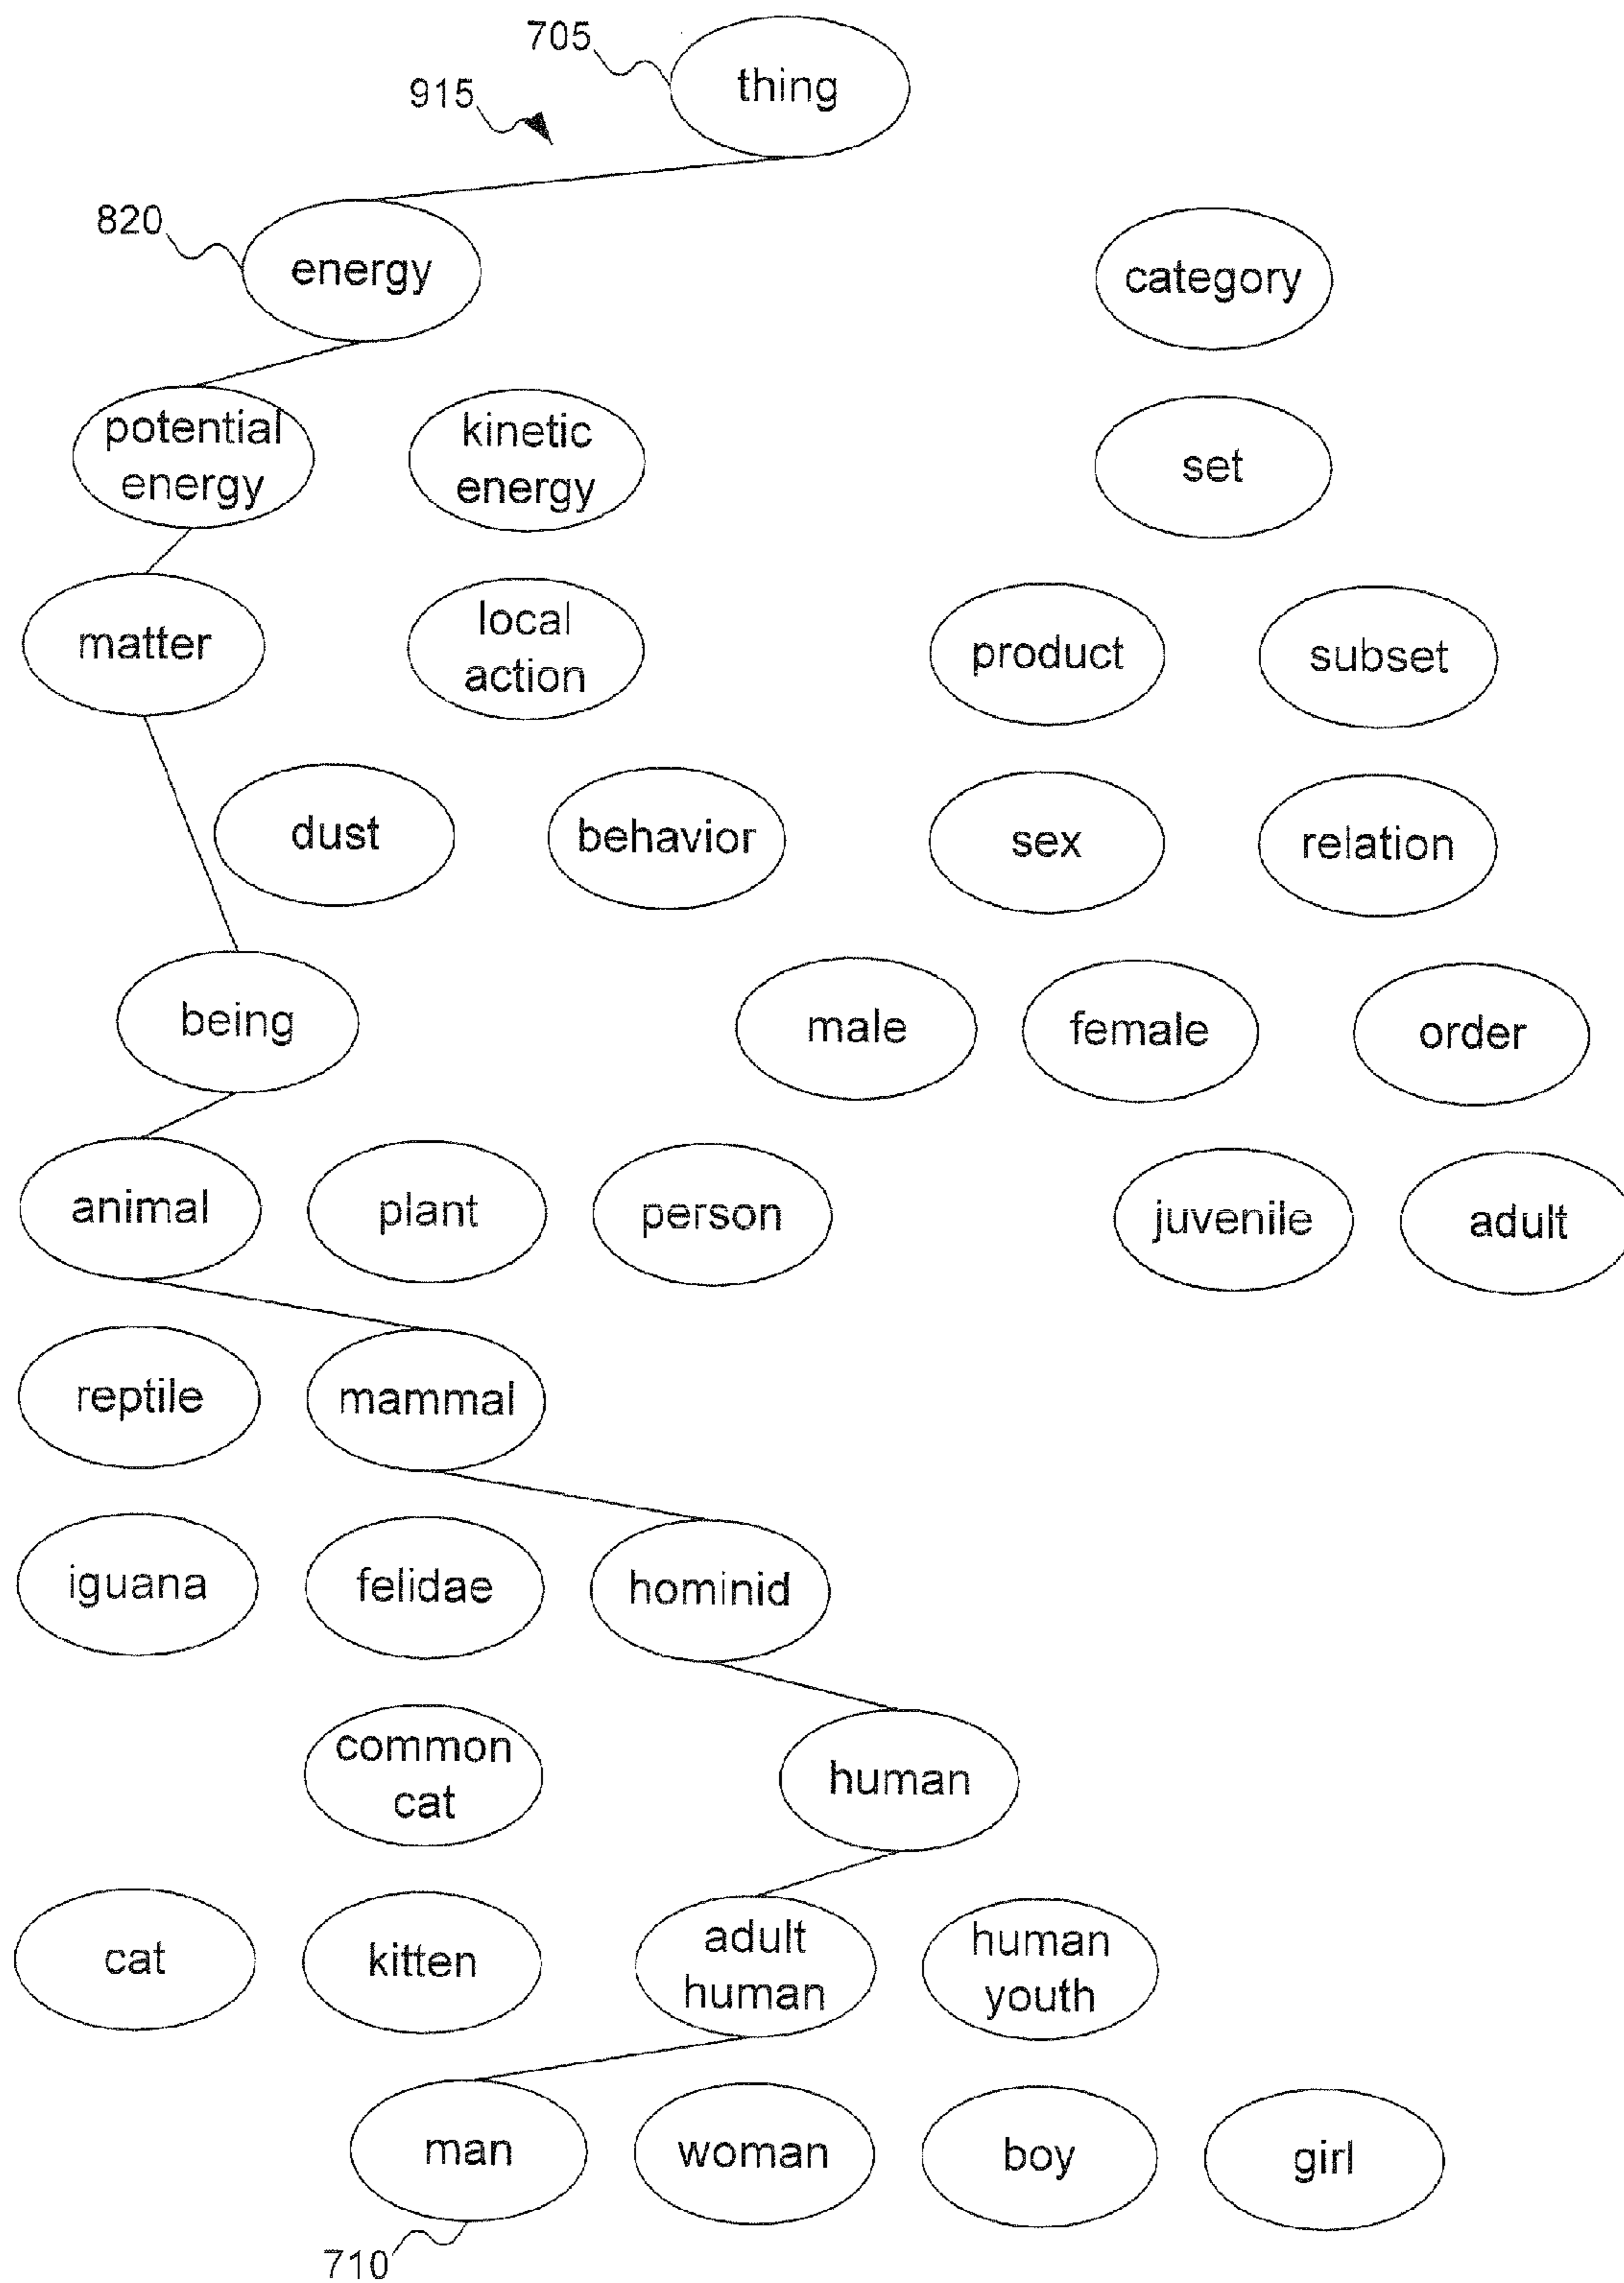 705
thing
915
820
energy
category
potential
energy
kinetic
energy
set
matter
local
action
product
subset
dust
behavior
sex
relation
being
male
female
order
animal
plant
person
juvenile
adult
reptile
mammal
iguana
felidae
hominid
common
cat
human
cat
kitten
adult
human
human
youth
man
woman
boy
girl
710